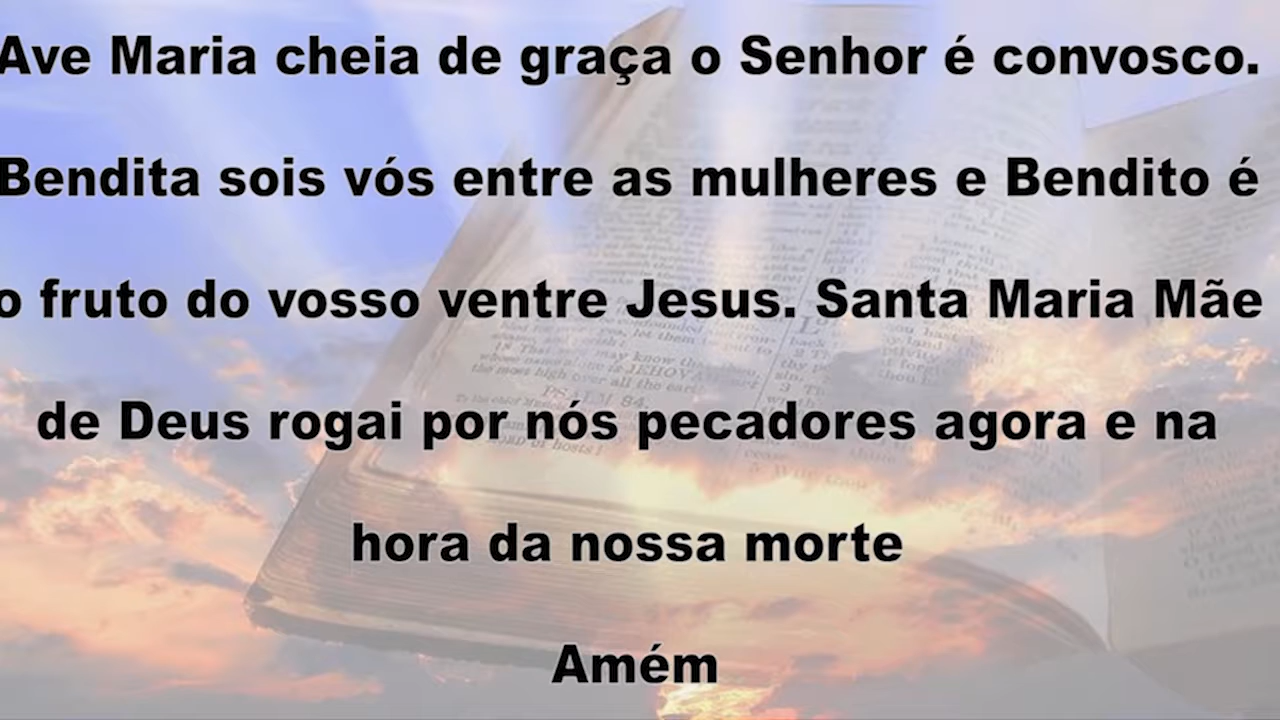 Ave Maria cheia de graça o Senhor é convosco.
Bendita sois vós entre as mulheres e Bendito é
o fruto do vosso ventre Jesus. Santa Maria Mãe
de Deus rogai por nós pecadores agora e na
hora da nossa morte
Amém